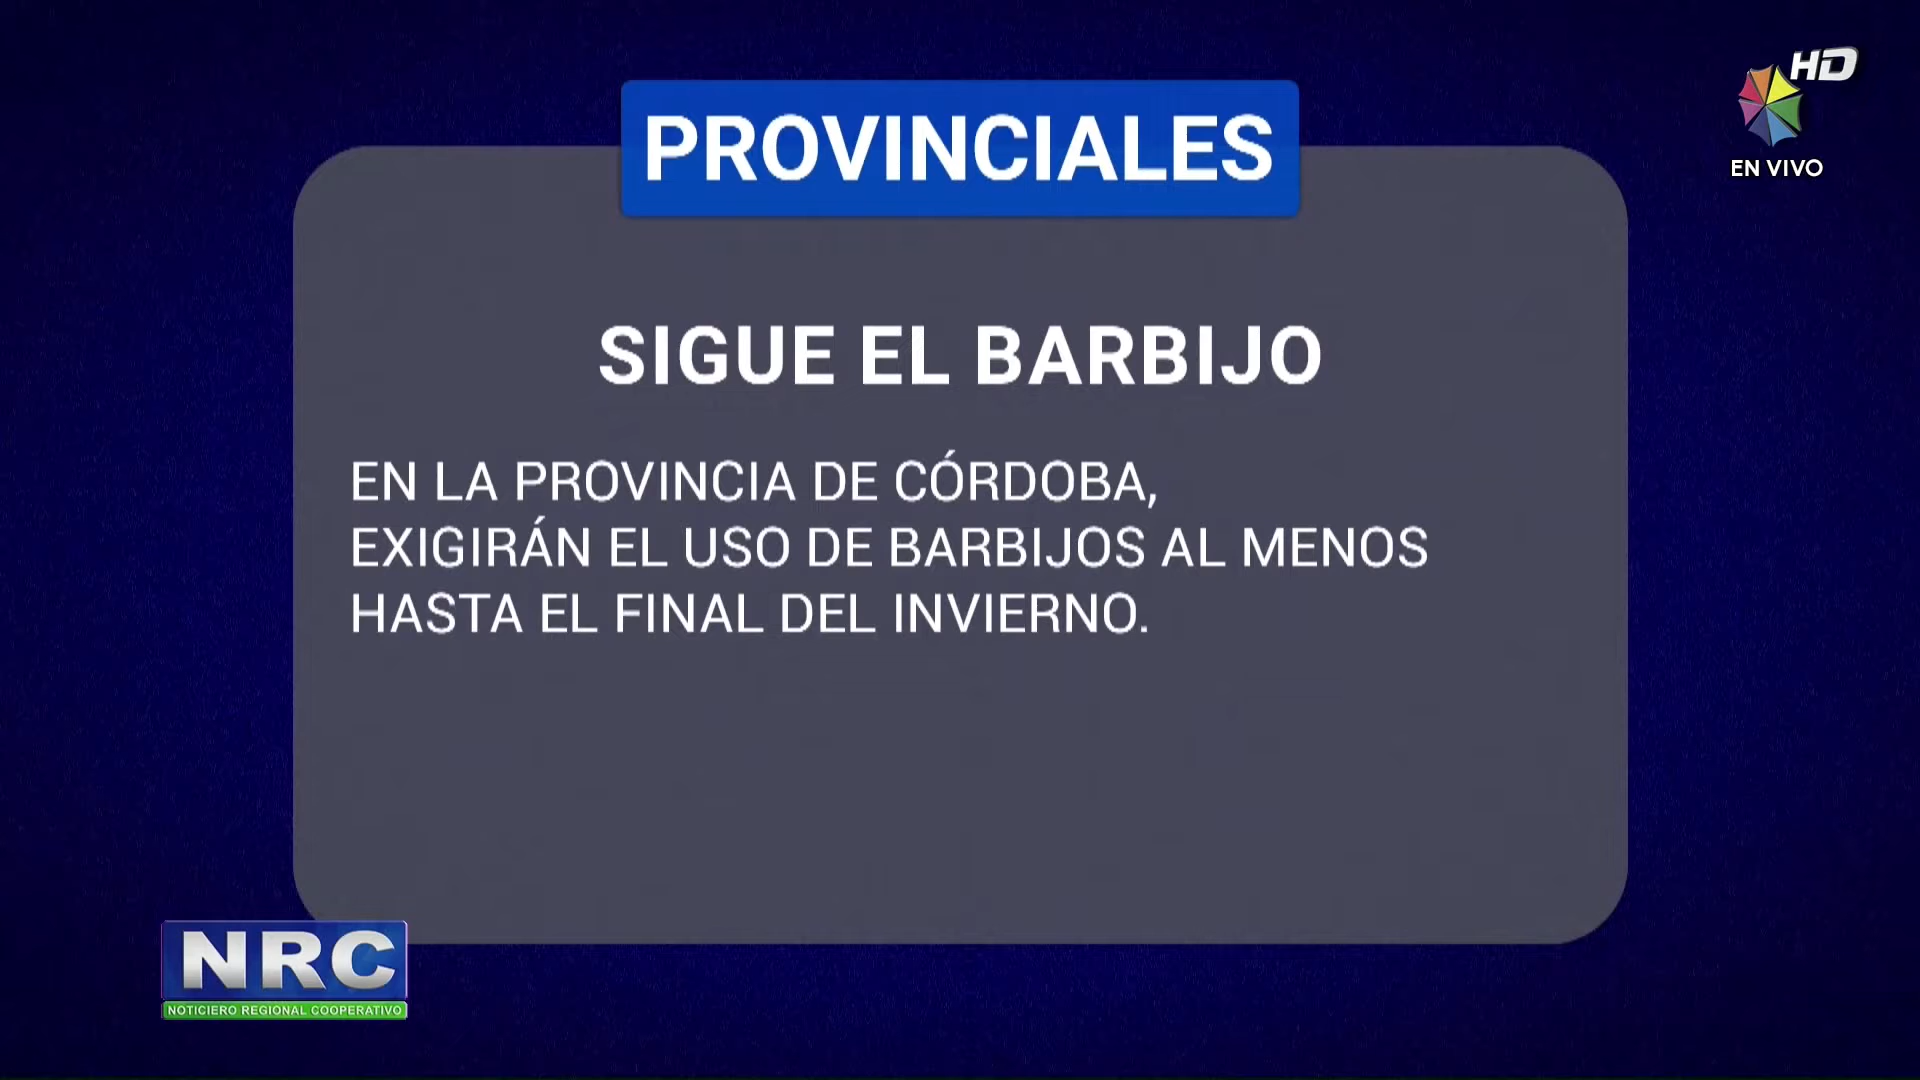 HD
EN VIVO
PROVINCIALES
SIGUE EL BARBIJO
EN LA PROVINCIA DE CÓRDOBA,
EXIGIRÁN EL USO DE BARBIJOS AL MENOS
HASTA EL FINAL DEL INVIERNO.
NRC
NOTICIERO REGIONAL COOPERATIVO